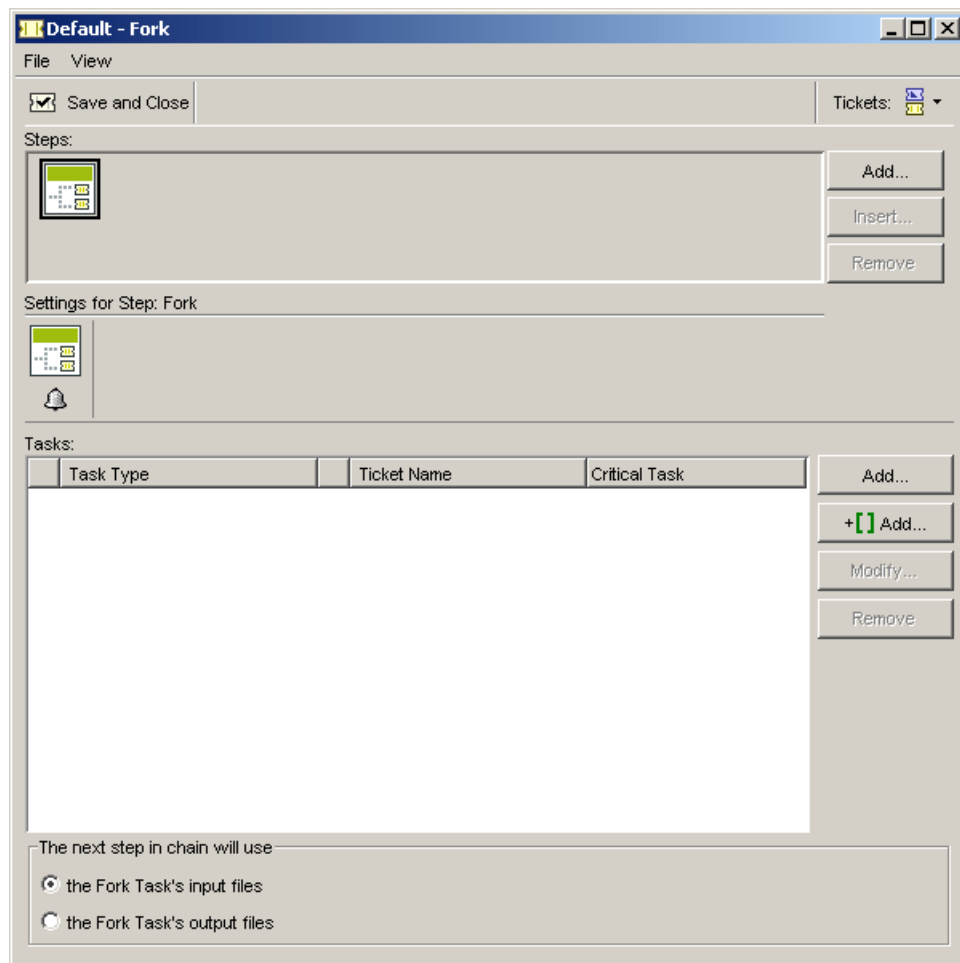 Default - Fork
File View
Save and Close
Tickets:
Steps:
Add...
Insert...
Remove
Settings for Step: Fork
Tasks:
Task Type Ticket Name Critical Task
Add...
+[] Add...
Modify...
Remove
The next step in chain will use
the Fork Task's input files
the Fork Task's output files